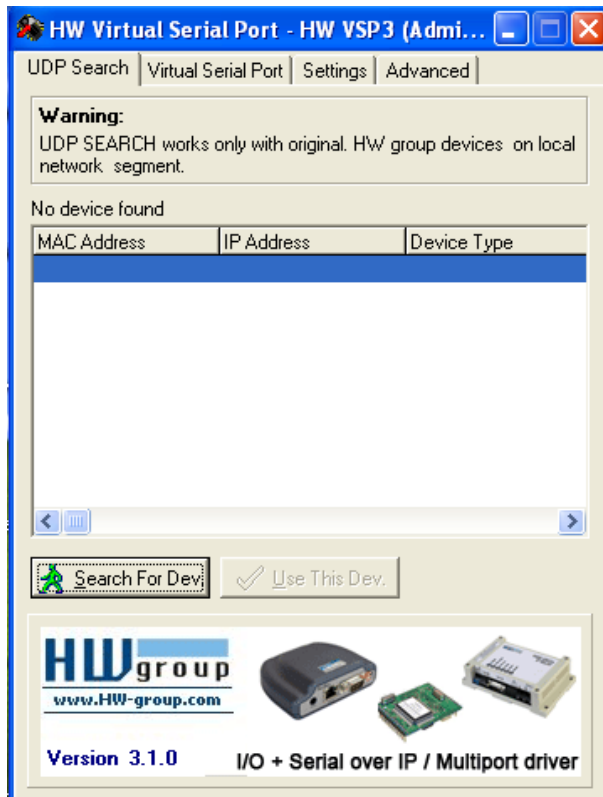 HW Virtual Serial Port - HW VSP3 (Admi...
UDP Search Virtual Serial Port Settings Advanced
Warning:
UDP SEARCH works only with original. HW group devices on local
network segment.
No device found
MAC Address IP Address Device Type
Search For Dev
Use This Dev.
HW group
www.HW-group.com
Version 3.1.0
I/O + Serial over IP / Multiport driver